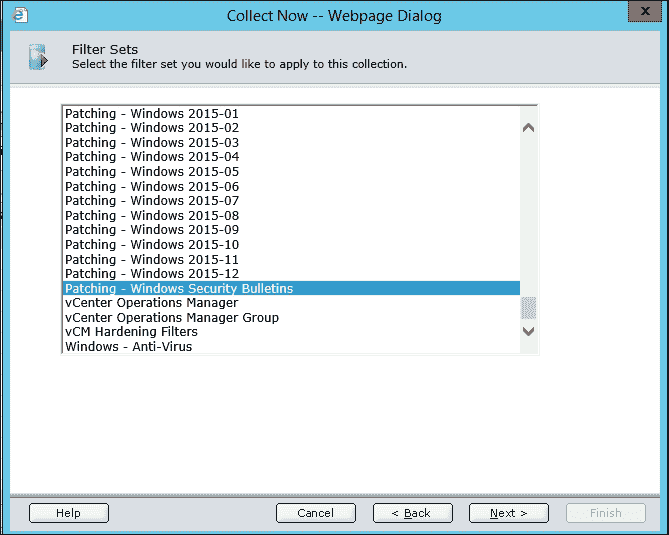 Collect Now -- Webpage Dialog
X
Filter Sets
Select the filter set you would like to apply to this collection.
Patching - Windows 2015-01
Patching - Windows 2015-02
Patching - Windows 2015-03
Patching - Windows 2015-04
Patching - Windows 2015-05
Patching - Windows 2015-06
Patching - Windows 2015-07
Patching - Windows 2015-08
Patching - Windows 2015-09
Patching - Windows 2015-10
Patching - Windows 2015-11
Patching - Windows 2015-12
Patching - Windows Security Bulletins
vCenter Operations Manager
vCenter Operations Manager Group
vCM Hardening Filters
Windows - Anti-Virus
Help Cancel < Back Next > Finish